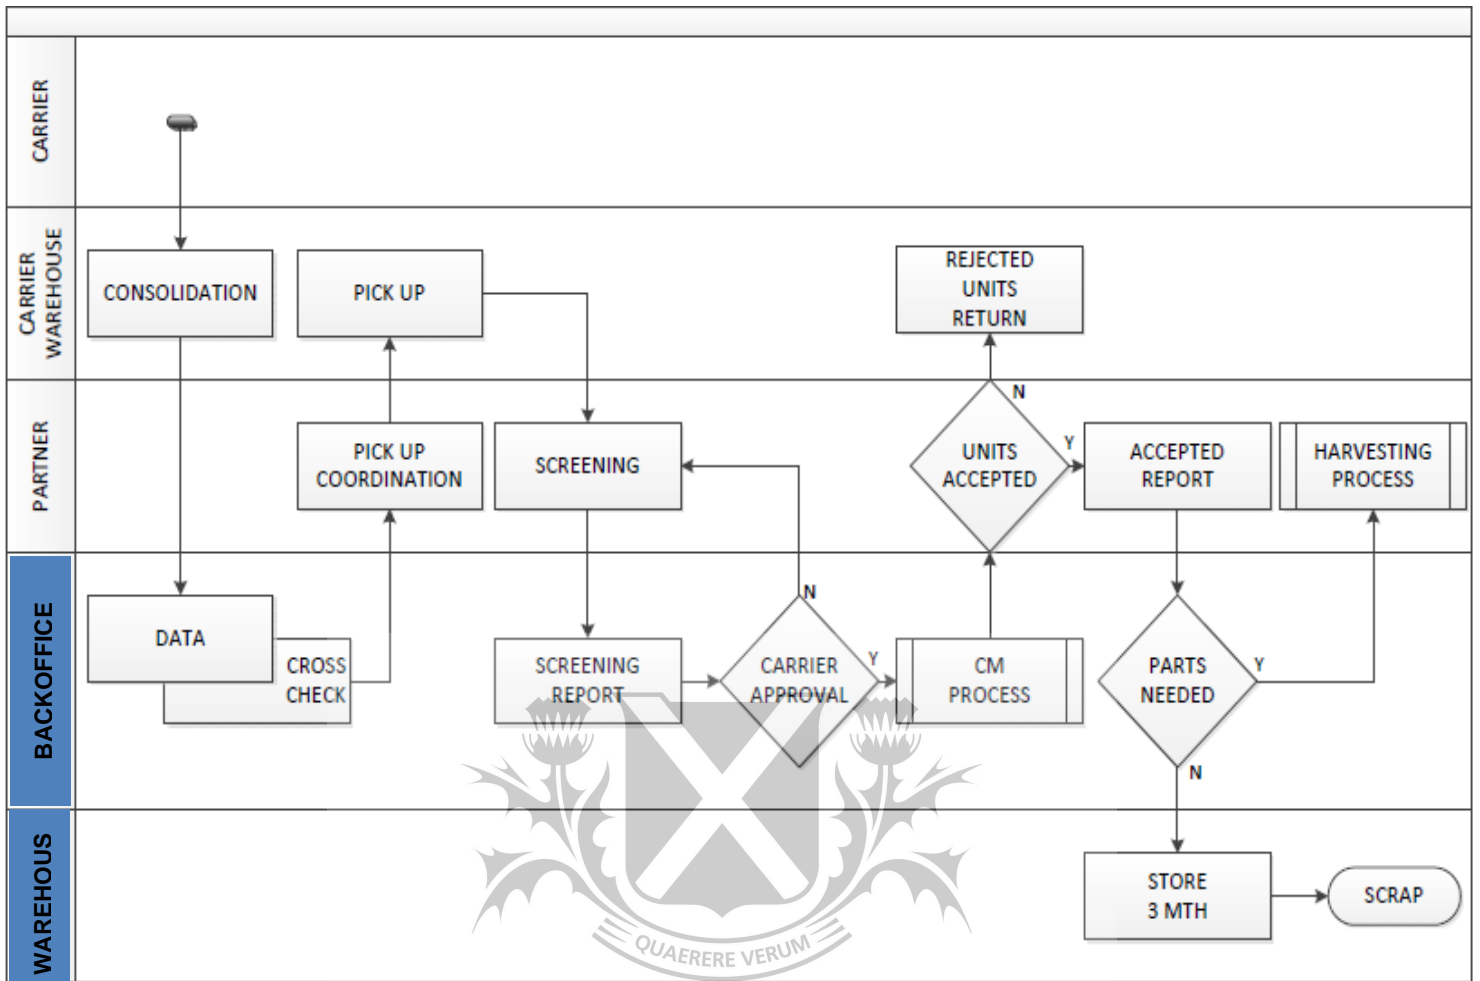 CARRIER
CARRIER
WAREHOUSE
CONSOLIDATION
PICK UP
REJECTED
UNITS
RETURN
PARTNER
PICK UP
COORDINATION
SCREENING
UNITS
ACCEPTED
N
Y
ACCEPTED
REPORT
HARVESTING
PROCESS
BACKOFFICE
DATA
CROSS
CHECK
SCREENING
REPORT
N
CARRIER
APPROVAL
Y
CM
PROCESS
PARTS
NEEDED
Y
N
WAREHOUS
STORE
3 MTH
SCRAP
QUAERERE VERUM